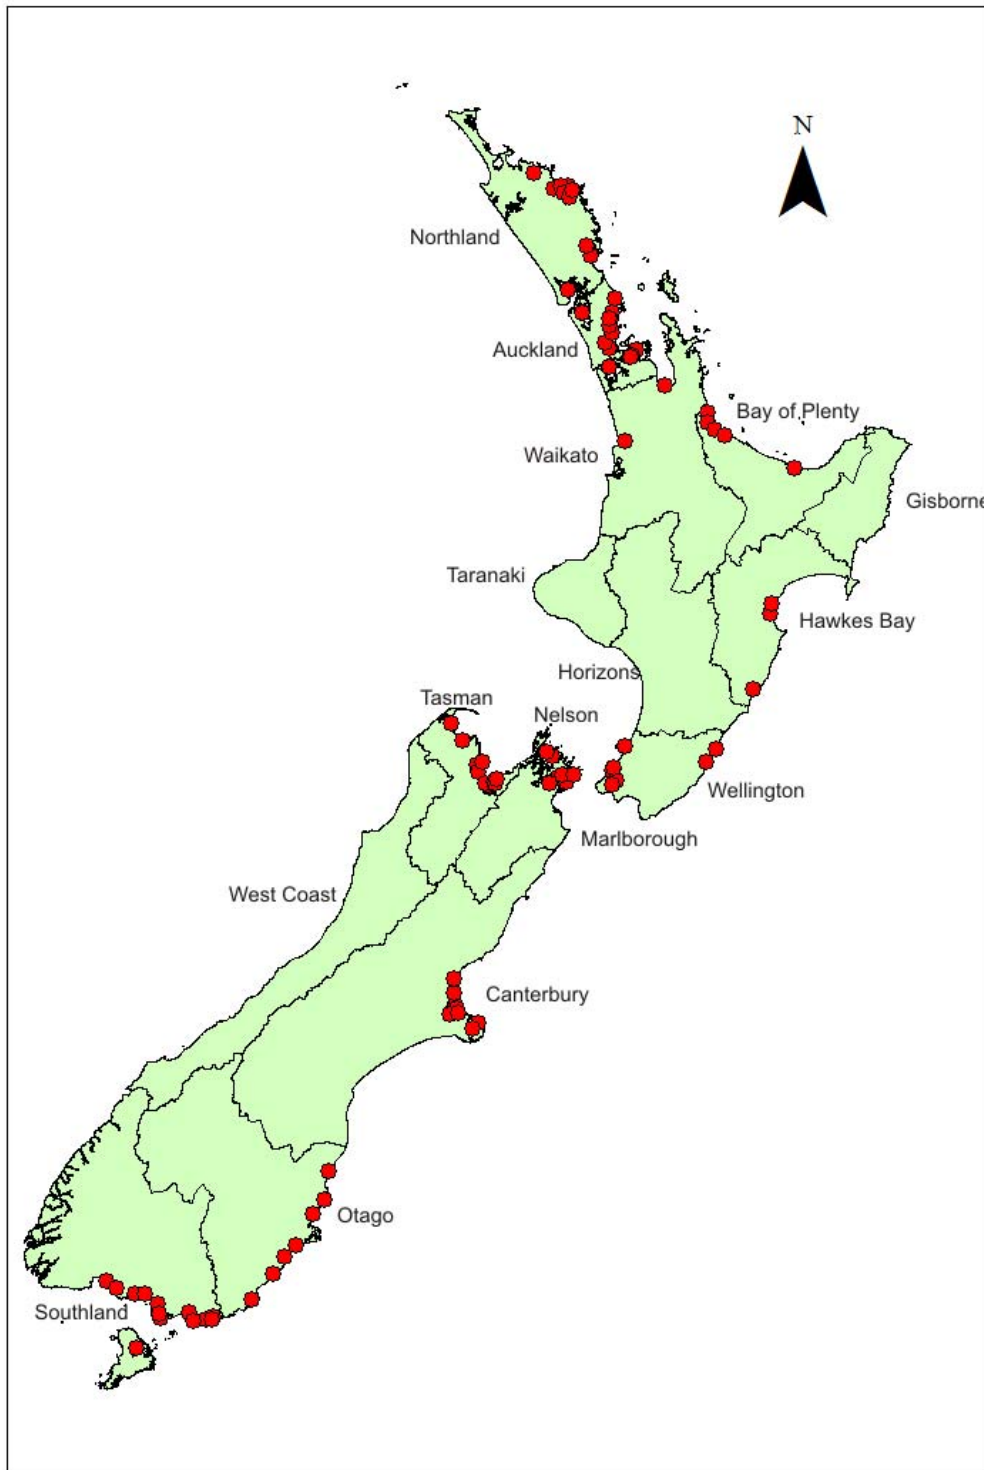 N
Northland
Auckland
Bay of Plenty
Waikato
Gisborne
Taranaki
Hawkes Bay
Horizons
Tasman
Nelson
Wellington
Marlborough
West Coast
Canterbury
Otago
Southland